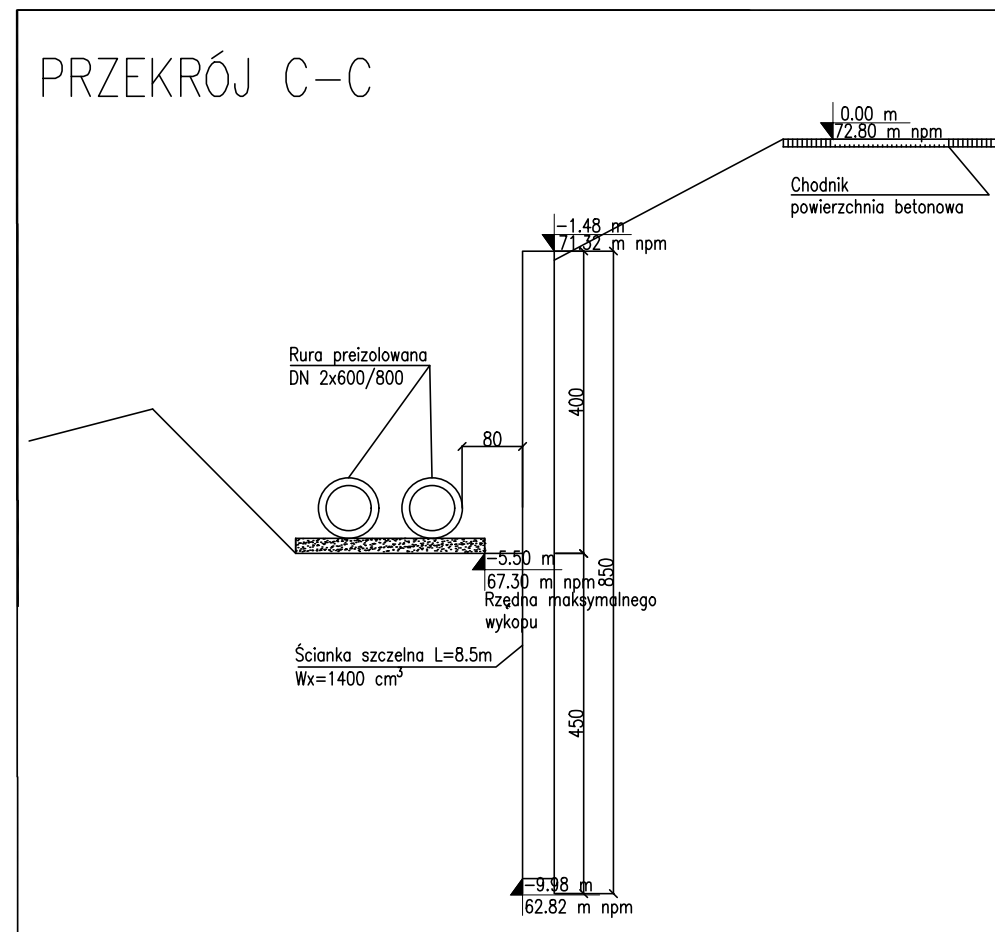 PRZEKRÓJ C-C
0.00 m
72.80 m npm
Chodnik
powierzchnia betonowa
-1.48 m
71.32 m npm
Rura preizolowana
DN 2x600/800
400
80
-5.50 m
67.30 m npm
850
Rzędna maksymalnego
wykopu
Ścianka szczelna L=8.5m
Wx=1400 cm³
450
-9.98 m
62.82 m npm